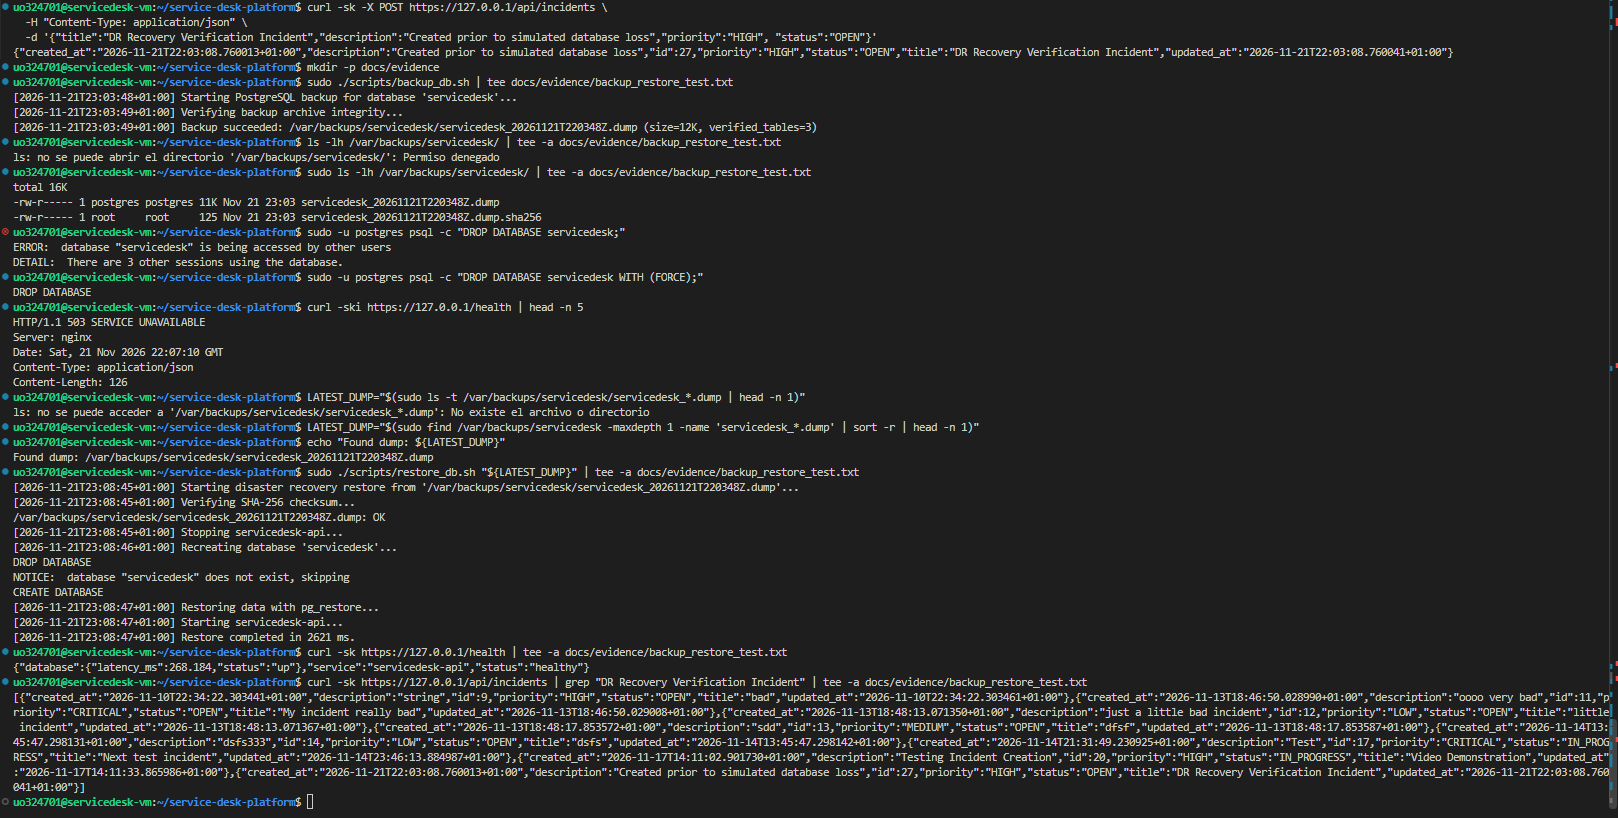 uo324701@servicedesk-vm:~/service-desk-platform$ curl -sk -X POST https://127.0.0.1/api/incidents \
-H "Content-Type: application/json" \
-d '{"title":"DR Recovery Verification Incident","description":"Created prior to simulated database loss","priority":"HIGH", "status":"OPEN"}'
{"created_at":"2026-11-21T22:03:08.760013+01:00","description":"Created prior to simulated database loss","id":27,"priority":"HIGH","status":"OPEN","title":"DR Recovery Verification Incident","updated_at":"2026-11-21T22:03:08.760041+01:00"}
uo324701@servicedesk-vm:~/service-desk-platform$ mkdir -p docs/evidence
uo324701@servicedesk-vm:~/service-desk-platform$ sudo ./scripts/backup_db.sh | tee docs/evidence/backup_restore_test.txt
[2026-11-21T23:03:48+01:00] Starting PostgreSQL backup for database 'servicedesk'...
[2026-11-21T23:03:49+01:00] Verifying backup archive integrity...
[2026-11-21T23:03:49+01:00] Backup succeeded: /var/backups/servicedesk/servicedesk_20261121T220348Z.dump (size=12K, verified_tables=3)
uo324701@servicedesk-vm:~/service-desk-platform$ ls -lh /var/backups/servicedesk/ | tee -a docs/evidence/backup_restore_test.txt
ls: no se puede abrir el directorio '/var/backups/servicedesk/': Permiso denegado
uo324701@servicedesk-vm:~/service-desk-platform$ sudo ls -lh /var/backups/servicedesk/ | tee -a docs/evidence/backup_restore_test.txt
total 16K
-rw-r----- 1 postgres postgres 11K Nov 21 23:03 servicedesk_20261121T220348Z.dump
-rw-r----- 1 root     root     125 Nov 21 23:03 servicedesk_20261121T220348Z.dump.sha256
uo324701@servicedesk-vm:~/service-desk-platform$ sudo -u postgres psql -c "DROP DATABASE servicedesk;"
ERROR:  database "servicedesk" is being accessed by other users
DETAIL:  There are 3 other sessions using the database.
uo324701@servicedesk-vm:~/service-desk-platform$ sudo -u postgres psql -c "DROP DATABASE servicedesk WITH (FORCE);"
DROP DATABASE
uo324701@servicedesk-vm:~/service-desk-platform$ curl -ski https://127.0.0.1/health | head -n 5
HTTP/1.1 503 SERVICE UNAVAILABLE
Server: nginx
Date: Sat, 21 Nov 2026 22:07:10 GMT
Content-Type: application/json
Content-Length: 126
uo324701@servicedesk-vm:~/service-desk-platform$ LATEST_DUMP="$(sudo ls -t /var/backups/servicedesk/servicedesk_*.dump | head -n 1)"
ls: no se puede acceder a '/var/backups/servicedesk/servicedesk_*.dump': No existe el archivo o directorio
uo324701@servicedesk-vm:~/service-desk-platform$ LATEST_DUMP="$(sudo find /var/backups/servicedesk -maxdepth 1 -name 'servicedesk_*.dump' | sort -r | head -n 1)"
uo324701@servicedesk-vm:~/service-desk-platform$ echo "Found dump: ${LATEST_DUMP}"
Found dump: /var/backups/servicedesk/servicedesk_20261121T220348Z.dump
uo324701@servicedesk-vm:~/service-desk-platform$ sudo ./scripts/restore_db.sh "${LATEST_DUMP}" | tee -a docs/evidence/backup_restore_test.txt
[2026-11-21T23:08:45+01:00] Starting disaster recovery restore from '/var/backups/servicedesk/servicedesk_20261121T220348Z.dump'...
[2026-11-21T23:08:45+01:00] Verifying SHA-256 checksum...
/var/backups/servicedesk/servicedesk_20261121T220348Z.dump: OK
[2026-11-21T23:08:45+01:00] Stopping servicedesk-api...
[2026-11-21T23:08:46+01:00] Recreating database 'servicedesk'...
DROP DATABASE
NOTICE:  database "servicedesk" does not exist, skipping
CREATE DATABASE
[2026-11-21T23:08:47+01:00] Restoring data with pg_restore...
[2026-11-21T23:08:47+01:00] Starting servicedesk-api...
[2026-11-21T23:08:47+01:00] Restore completed in 2621 ms.
uo324701@servicedesk-vm:~/service-desk-platform$ curl -sk https://127.0.0.1/health | tee -a docs/evidence/backup_restore_test.txt
{"database":{"latency_ms":268.184,"status":"up"},"service":"servicedesk-api","status":"healthy"}
uo324701@servicedesk-vm:~/service-desk-platform$ curl -sk https://127.0.0.1/api/incidents | grep "DR Recovery Verification Incident" | tee -a docs/evidence/backup_restore_test.txt
[{"created_at":"2026-11-10T22:34:22.303441+01:00","description":"string","id":9,"priority":"HIGH","status":"OPEN","title":"bad","updated_at":"2026-11-10T22:34:22.303461+01:00"},{"created_at":"2026-11-13T18:46:50.028990+01:00","description":"oooo very bad","id":11,"p
riority":"CRITICAL","status":"OPEN","title":"My incident really bad","updated_at":"2026-11-13T18:46:50.029008+01:00"},{"created_at":"2026-11-13T18:48:13.071350+01:00","description":"just a little bad incident","id":12,"priority":"LOW","status":"OPEN","title":"little
incident","updated_at":"2026-11-13T18:48:13.071367+01:00"},{"created_at":"2026-11-13T18:48:17.853572+01:00","description":"sdd","id":13,"priority":"MEDIUM","status":"OPEN","title":"dfsf","updated_at":"2026-11-13T18:48:17.853587+01:00"},{"created_at":"2026-11-14T13:
45:47.298131+01:00","description":"dsfs333","id":14,"priority":"LOW","status":"OPEN","title":"dsfs","updated_at":"2026-11-14T13:45:47.298142+01:00"},{"created_at":"2026-11-14T21:31:49.230925+01:00","description":"Test","id":17,"priority":"CRITICAL","status":"IN_PROG
RESS","title":"Next test incident","updated_at":"2026-11-14T23:46:13.884987+01:00"},{"created_at":"2026-11-17T14:11:02.901730+01:00","description":"Testing Incident Creation","id":20,"priority":"HIGH","status":"IN_PROGRESS","title":"Video Demonstration","updated_at"
:"2026-11-17T14:11:33.865986+01:00"},{"created_at":"2026-11-21T22:03:08.760013+01:00","description":"Created prior to simulated database loss","id":27,"priority":"HIGH","status":"OPEN","title":"DR Recovery Verification Incident","updated_at":"2026-11-21T22:03:08.760
041+01:00"}]
uo324701@servicedesk-vm:~/service-desk-platform$